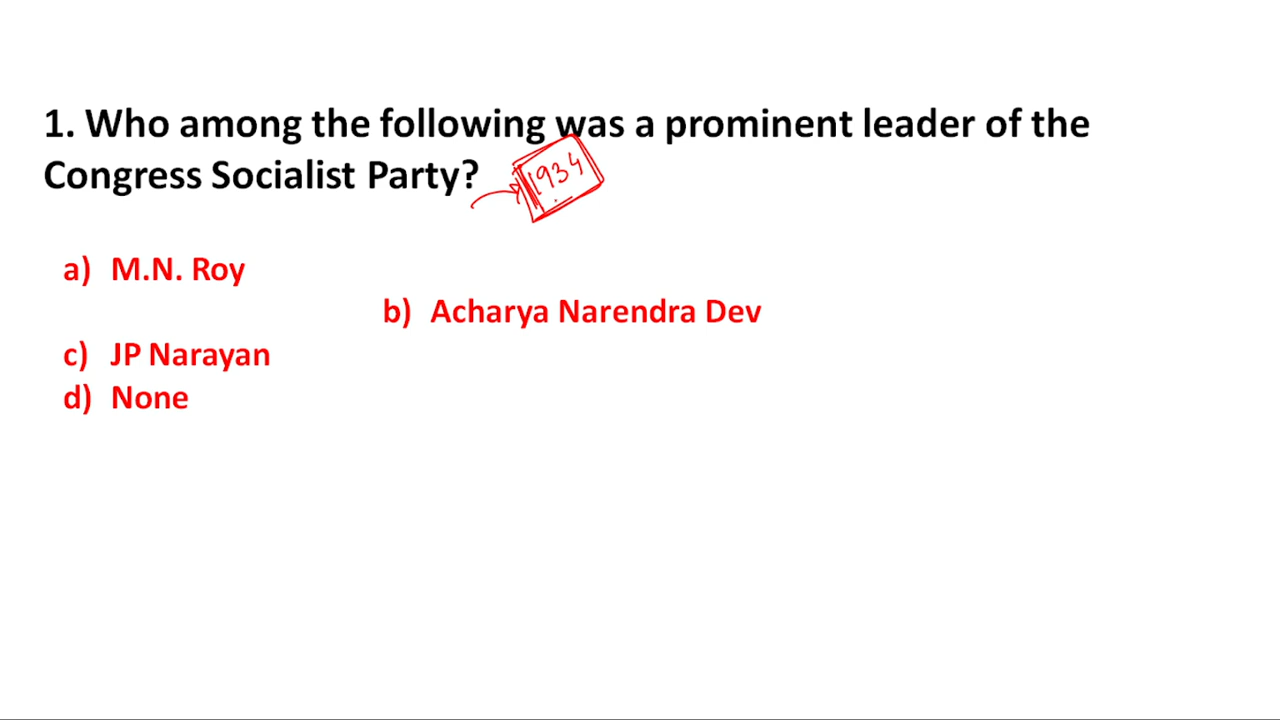 1. Who among the following was a prominent leader of the
Congress Socialist Party?
1934
a) M.N. Roy
b) Acharya Narendra Dev
c) JP Narayan
d) None